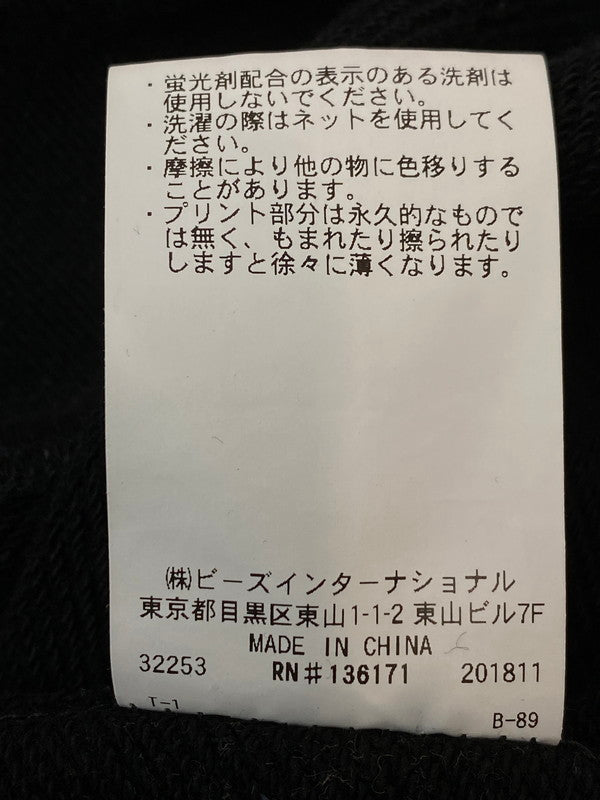 ・蛍光剤配合の表示のある洗剤は
使用しないでください。
・洗濯の際はネットを使用してく
ださい。
・摩擦により他の物に色移りする
ことがあります。
・プリント部分は永久的なもので
は無く、もまれたり擦られたり
しますと徐々に薄くなります。
㈱ビーズインターナショナル
東京都目黒区東山1-1-2 東山ビル7F
MADE IN CHINA
32253 RN#136171 201811
T-1 B-89